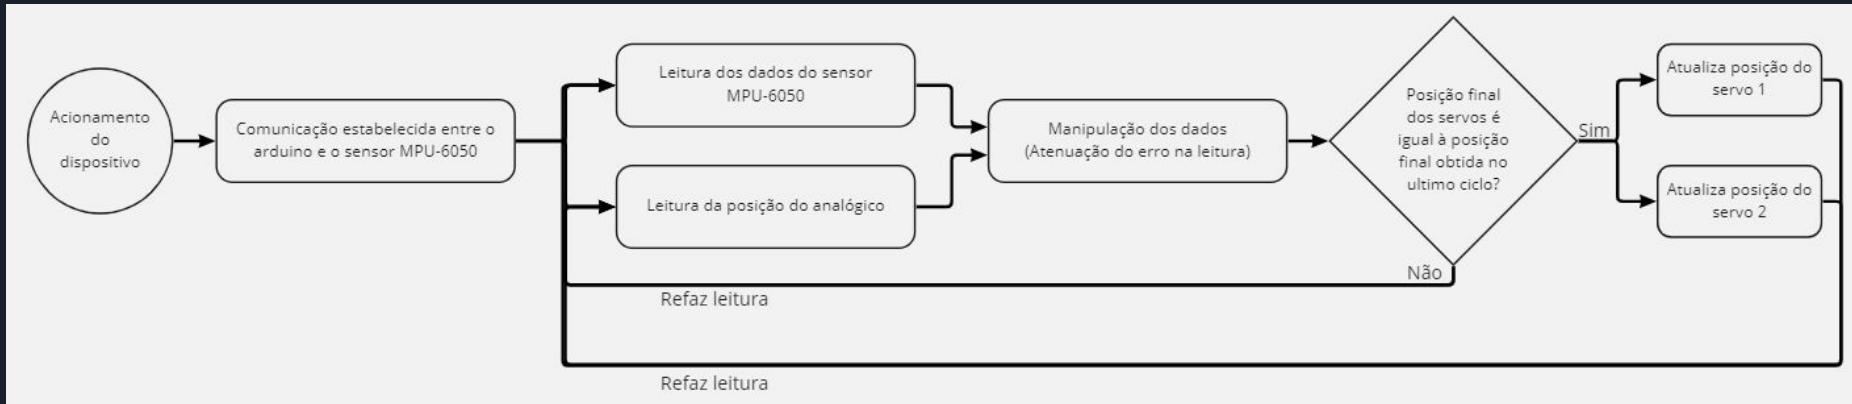 Acionamento
do
dispositivo
Comunicação estabelecida entre o
arduino e o sensor MPU-6050
Leitura dos dados do sensor
MPU-6050
Leitura da posição do analógico
Manipulação dos dados
(Atenuação do erro na leitura)
Posição final
dos servos é
igual à posição
final obtida no
ultimo ciclo?
Sim
Não
Atualiza posição do
servo 1
Atualiza posição do
servo 2
Refaz leitura
Refaz leitura